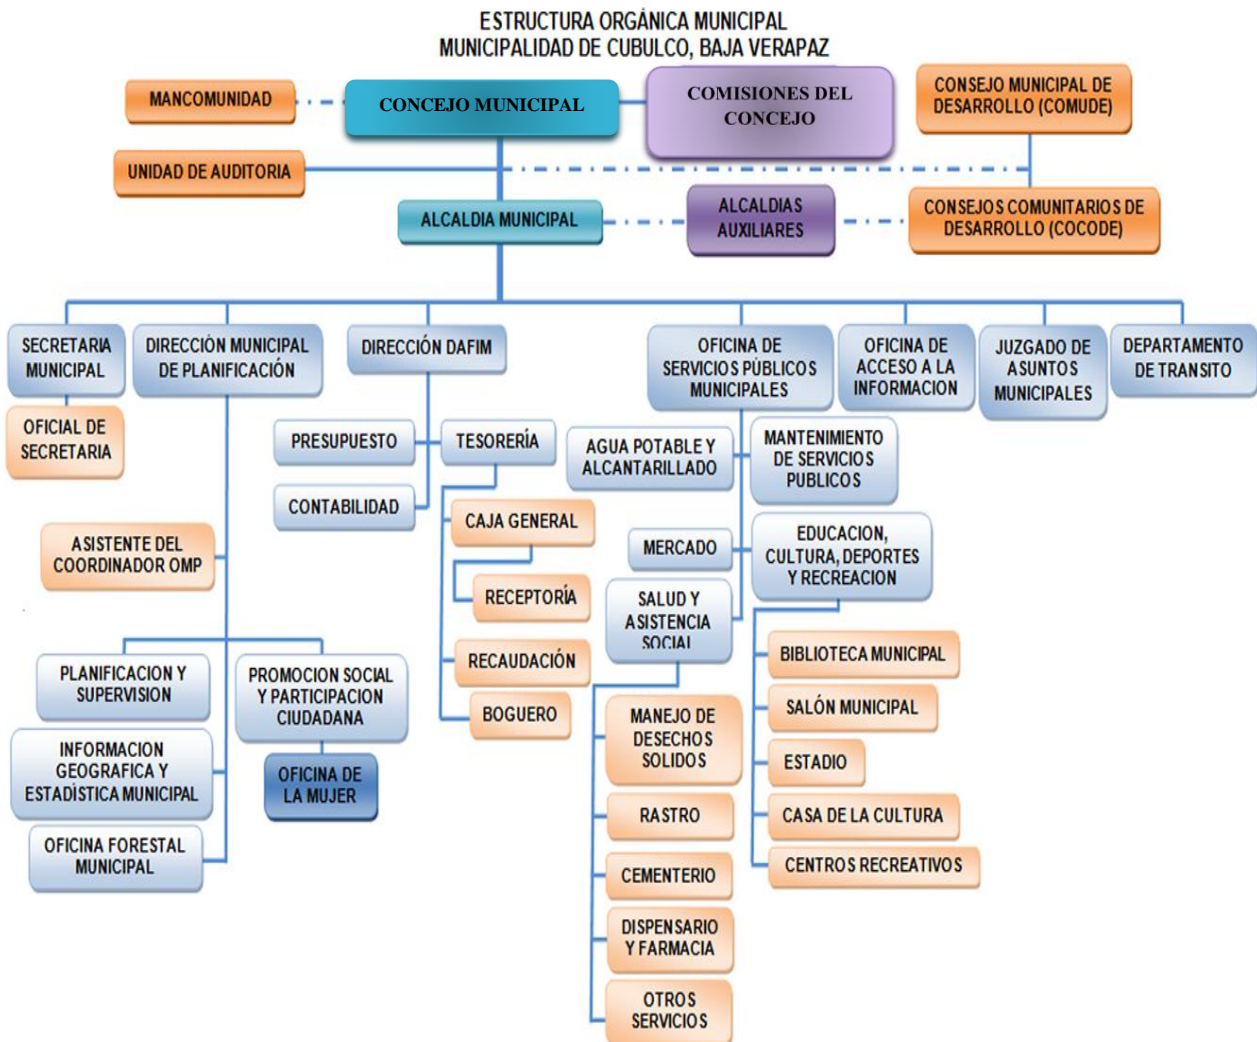 ESTRUCTURA ORGÁNICA MUNICIPAL
MUNICIPALIDAD DE CUBULCO, BAJA VERAPAZ
MANCOMUNIDAD
CONCEJO MUNICIPAL
COMISIONES DEL
CONCEJO
CONSEJO MUNICIPAL DE
DESARROLLO (COMUDE)
UNIDAD DE AUDITORIA
ALCALDIA MUNICIPAL
ALCALDIAS
AUXILIARES
CONSEJOS COMUNITARIOS DE
DESARROLLO (COCODE)
SECRETARIA
MUNICIPAL
DIRECCIÓN MUNICIPAL
DE PLANIFICACIÓN
DIRECCIÓN DAFIM
OFICINA DE
SERVICIOS PÚBLICOS
MUNICIPALES
OFICINA DE
ACCESO A LA
INFORMACION
JUZGADO DE
ASUNTOS
MUNICIPALES
DEPARTAMENTO
DE TRANSITO
OFICIAL DE
SECRETARIA
ASISTENTE DEL
COORDINADOR OMP
PLANIFICACION Y
SUPERVISION
PROMOCION SOCIAL
Y PARTICIPACION
CIUDADANA
INFORMACION
GEOGRAFICA Y
ESTADÌSTICA MUNICIPAL
OFICINA DE
LA MUJER
OFICINA FORESTAL
MUNICIPAL
PRESUPUESTO
TESORERÍA
CONTABILIDAD
CAJA GENERAL
RECEPTORÍA
RECAUDACIÓN
BOGUERO
AGUA POTABLE Y
ALCANTARILLADO
MANTENIMIENTO
DE SERVICIOS
PUBLICOS
MERCADO
EDUCACION,
CULTURA, DEPORTES
Y RECREACION
SALUD Y
ASISTENCIA
SOCIAL
MANEJO DE
DESECHOS
SOLIDOS
RASTRO
CEMENTERIO
DISPENSARIO
Y FARMACIA
OTROS
SERVICIOS
BIBLIOTECA MUNICIPAL
SALÓN MUNICIPAL
ESTADIO
CASA DE LA CULTURA
CENTROS RECREATIVOS